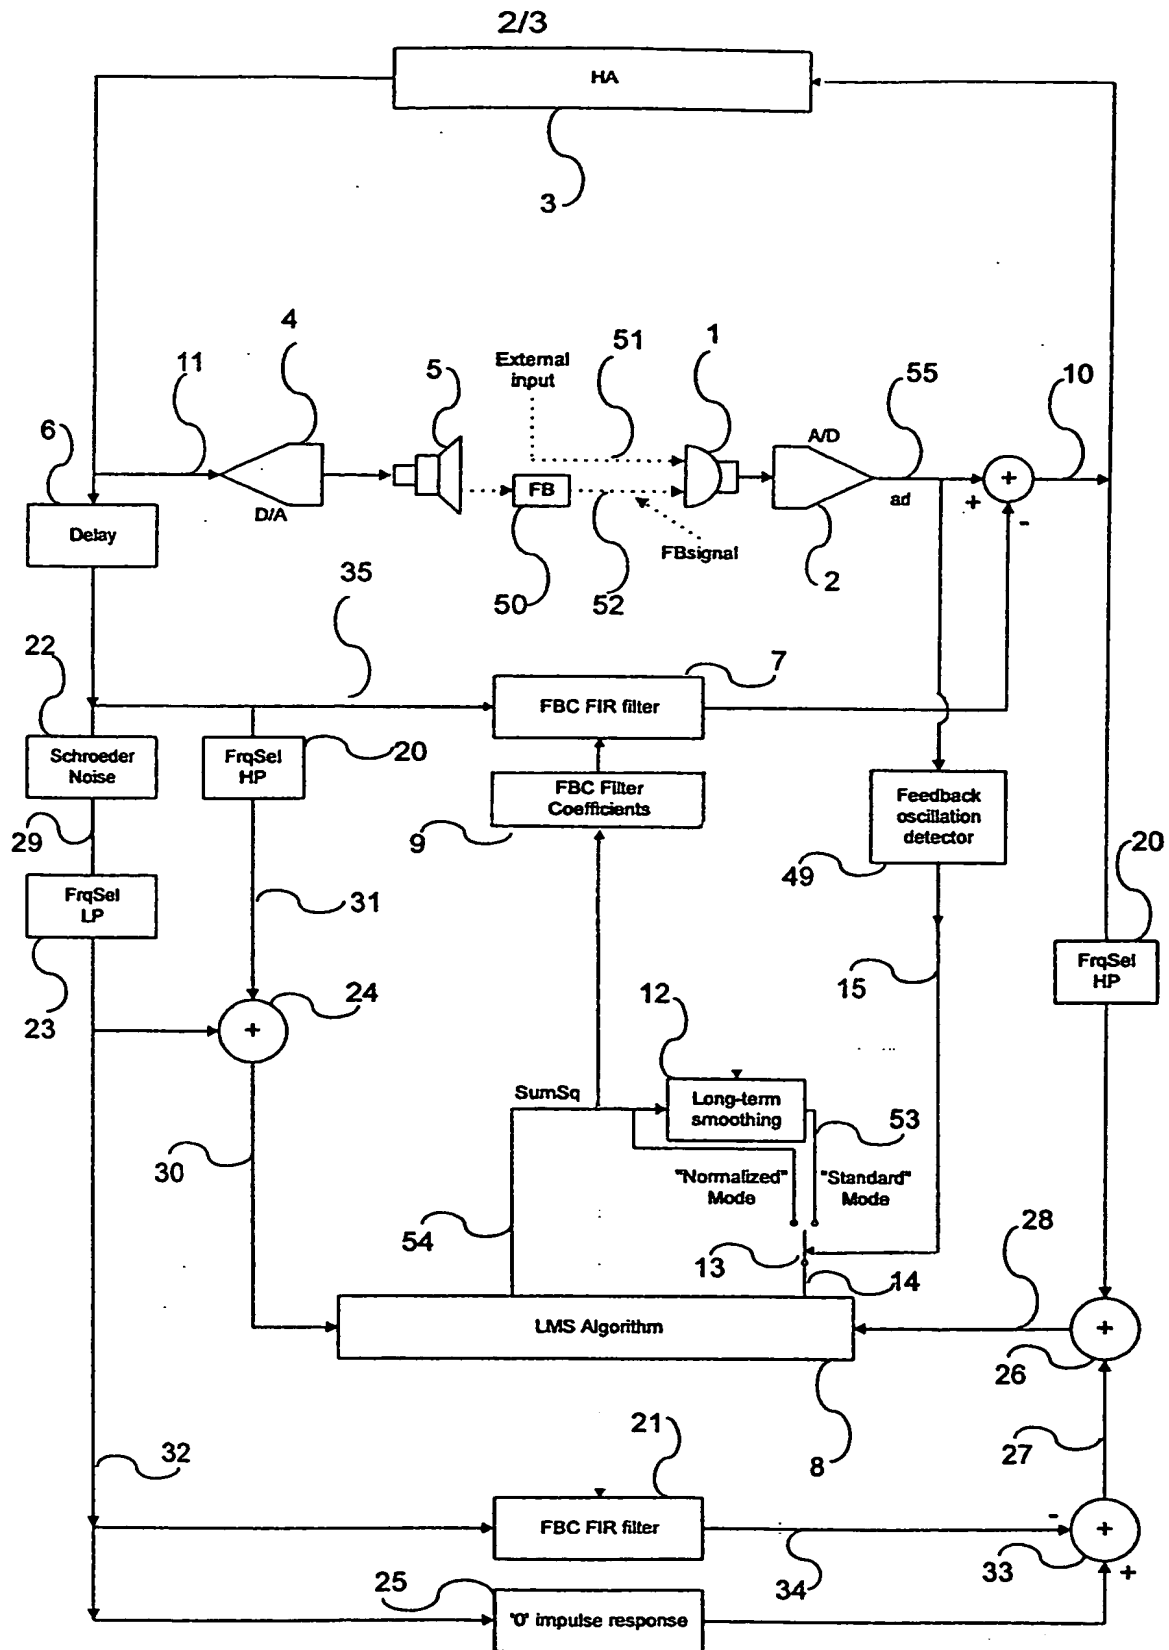 2/3
HA
3
4
51
1
External
input
55
11
5
10
6
A/D
FB
ad
+
+
-
D/A
Delay
FBsignal
35
50
52
2
22
7
FBC FIR filter
Schroeder
Noise
FrqSel
HP
20
FBC Filter
Coefficients
Feedback
oscillation
detector
29
9
20
49
FrqSel
LP
31
FrqSel
HP
15
12
24
23
+
SumSq
Long-term
smoothing
53
30
"Normalized"
Mode
"Standard"
Mode
28
54
13
14
LMS Algorithm
+
26
21
32
8
27
FBC FIR filter
-
+
34
33
+
25
'0' impulse response